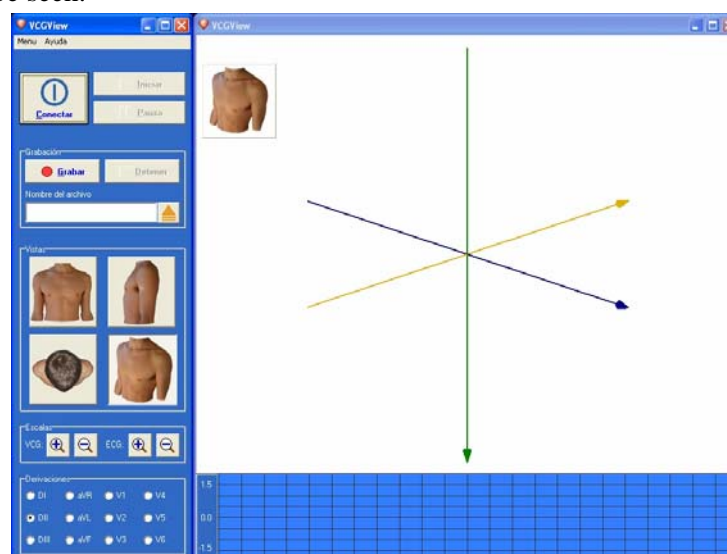 VCGView
Menu Ayuda
Conectar
Iniciar
Pausa
Grabación
Grabar
Detener
Nombre del archivo
Vistas
Escalas
VCG: ECG:
Derivaciones
DI aVR V1 V4
DII aVL V2 V5
DIII aVF V3 V6
VCGView
1.5
0.0
-1.5